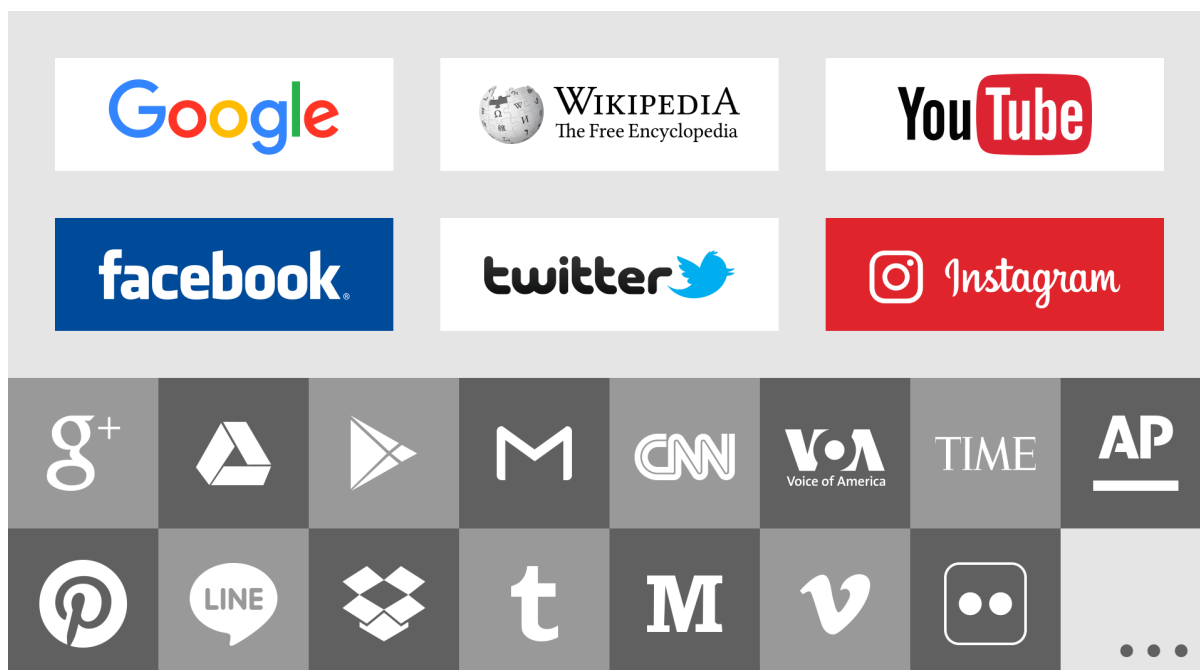 Google
WIKIPEDIA
The Free Encyclopedia
YouTube
facebook®
twitter
Instagram
g+
M
CNN
VOA
Voice of America
TIME
AP
LINE
t
M
v
...